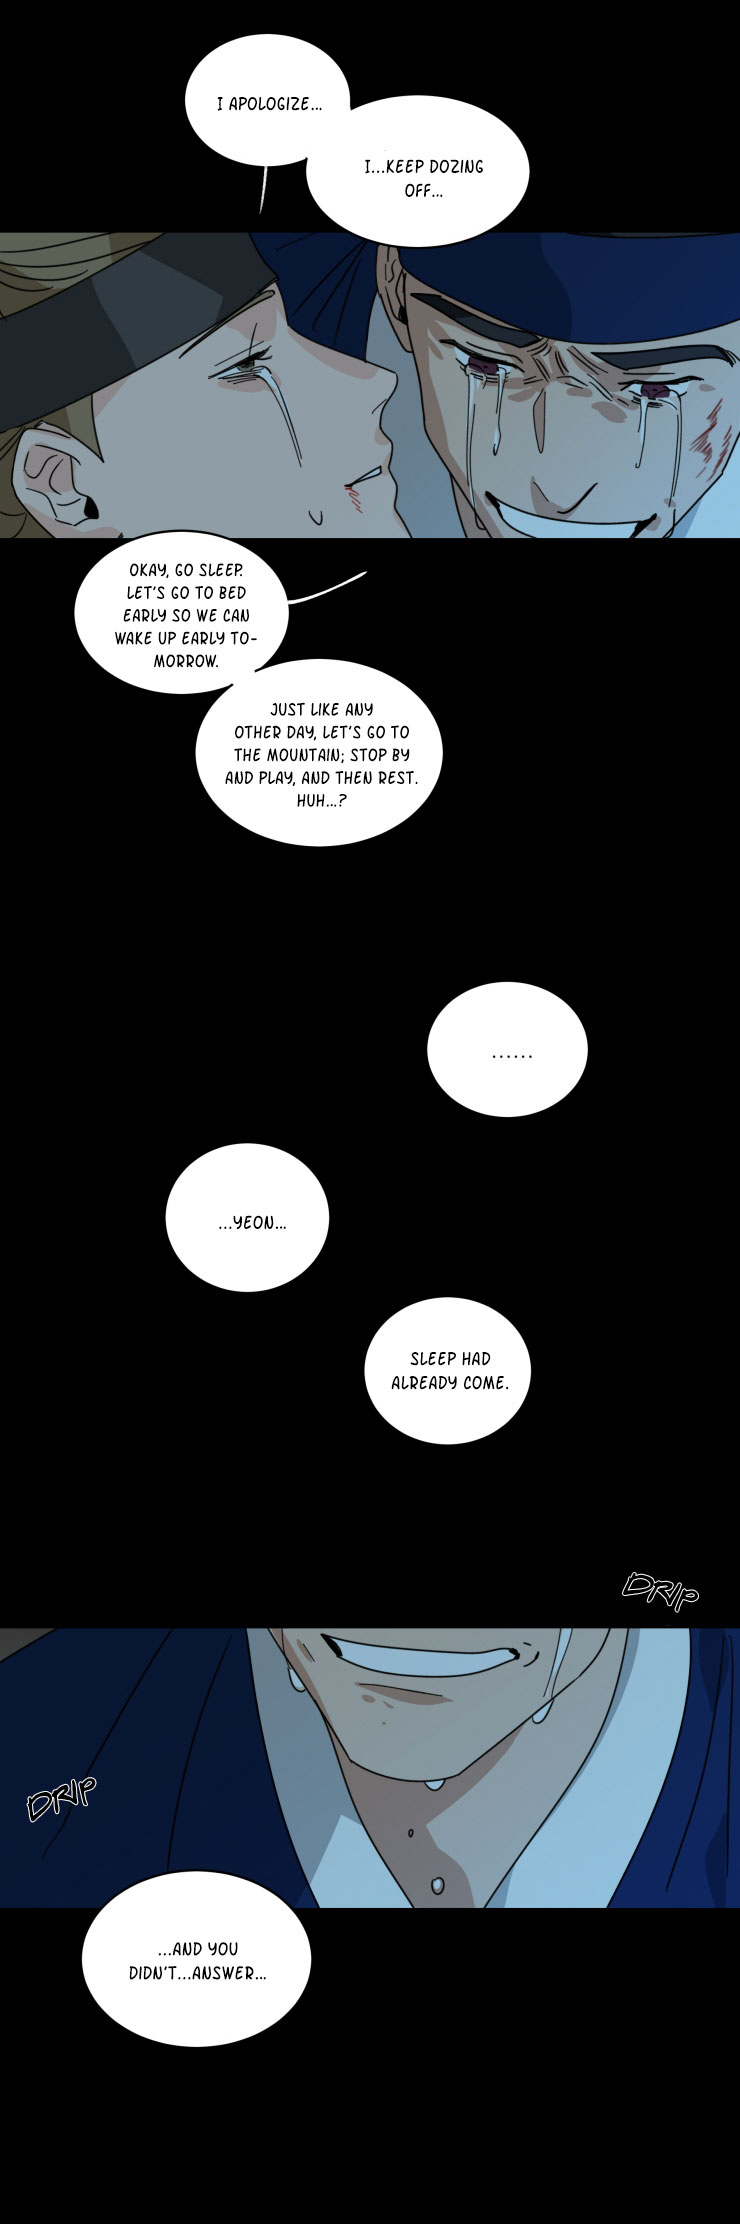 I APOLOGIZE...
I...KEEP DOZING
OFF...
OKAY, GO SLEEP.
LET'S GO TO BED
EARLY SO WE CAN
WAKE UP EARLY TO-
MORROW.
JUST LIKE ANY
OTHER DAY, LET'S GO TO
THE MOUNTAIN; STOP BY
AND PLAY, AND THEN REST.
HUH...?
......
...YEON...
SLEEP HAD
ALREADY COME.
DRIP
DRIP
...AND YOU
DIDN'T...ANSWER...